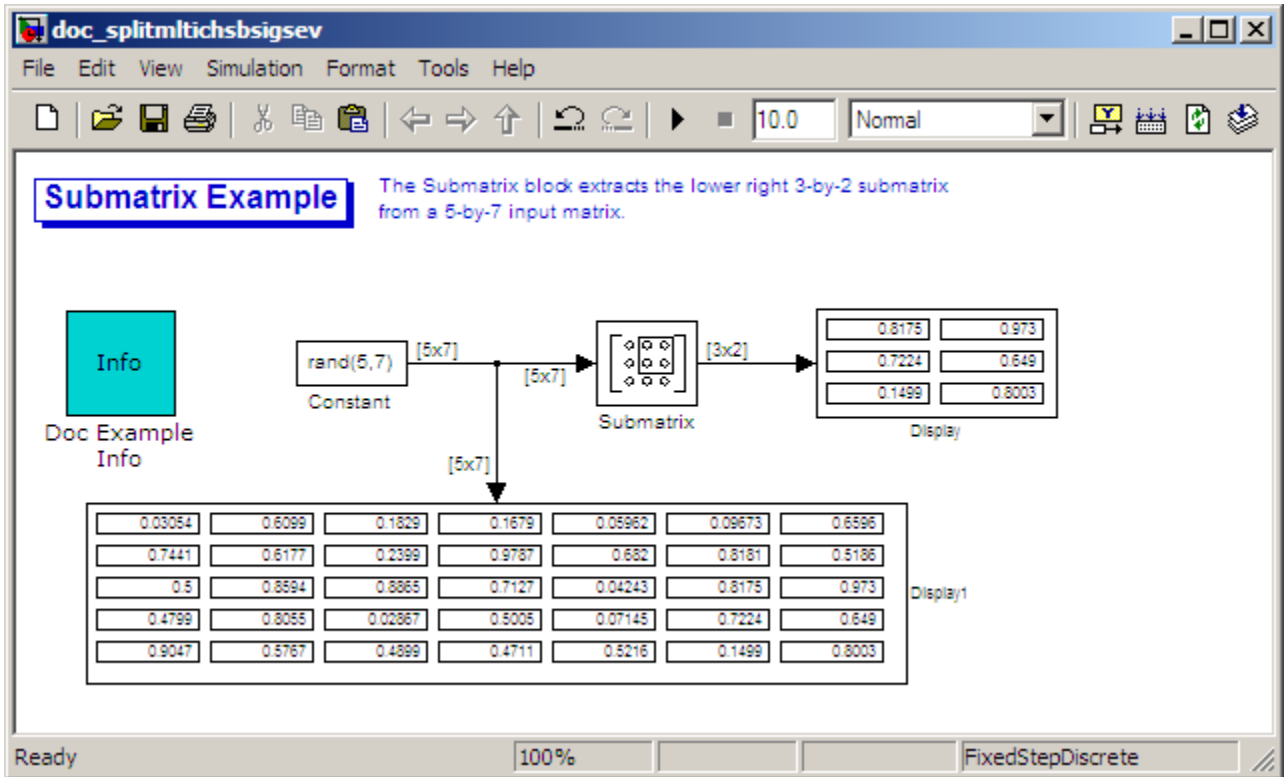 doc_splitmltichsbsigsev
File Edit View Simulation Format Tools Help
10.0 Normal
Submatrix Example
The Submatrix block extracts the lower right 3-by-2 submatrix
from a 5-by-7 input matrix.
Info
Doc Example
Info
rand(5,7)
Constant
[5x7]
[5x7]
[5x7]
Submatrix
[3x2]
0.8175 0.973
0.7224 0.649
0.1499 0.8003
Display
0.03054 0.6099 0.1829 0.1679 0.05962 0.09673 0.6596
0.7441 0.6177 0.2399 0.9787 0.682 0.8181 0.5186
0.5 0.8594 0.8865 0.7127 0.04243 0.8175 0.973
0.4799 0.8055 0.02867 0.5005 0.07145 0.7224 0.649
0.9047 0.5767 0.4899 0.4711 0.5216 0.1499 0.8003
Display1
Ready 100% FixedStepDiscrete